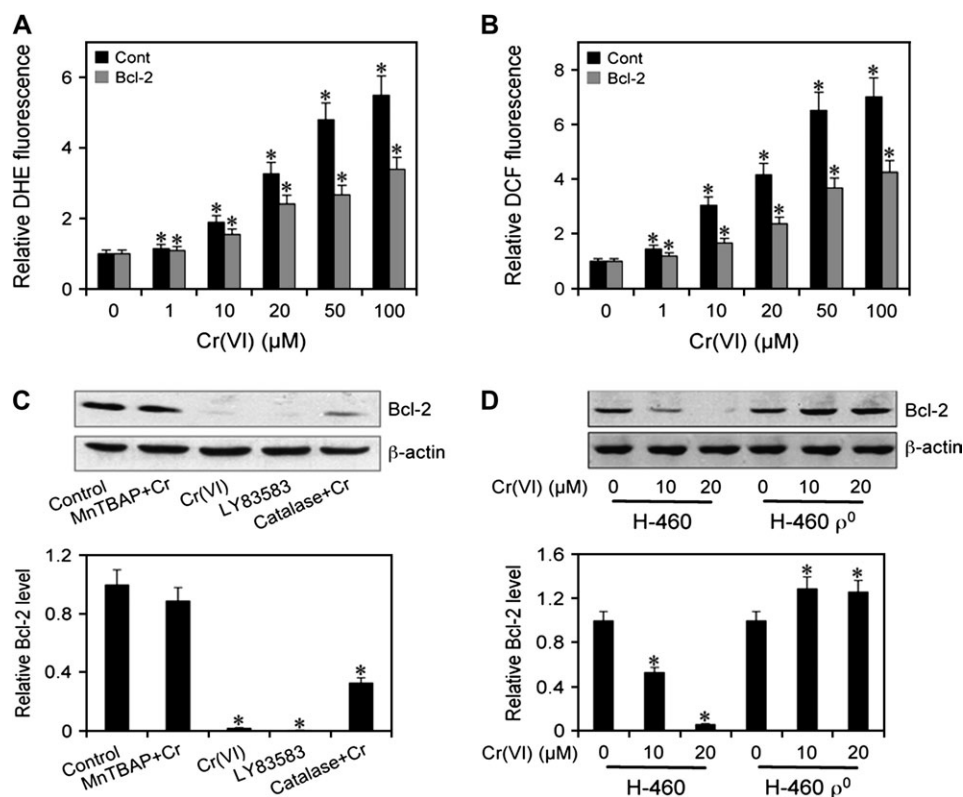 A
Cont
Bcl-2
Relative DHE fluorescence
6
4
2
0
* * * * * * * * * *
0 1 10 20 50 100
Cr(VI) (µM)
B
Cont
Bcl-2
Relative DCF fluorescence
8
6
4
2
0
* * * * * * * * * *
0 1 10 20 50 100
Cr(VI) (µM)
C
Bcl-2
β-actin
Control
MnTBAP+Cr
Cr(VI)
LY83583
Catalase+Cr
Relative Bcl-2 level
1.2
0.8
0.4
0
* * *
Control
MnTBAP+Cr
Cr(VI)
LY83583
Catalase+Cr
D
Bcl-2
β-actin
Cr(VI) (µM) 0 10 20 0 10 20
H-460 H-460 ρ⁰
Relative Bcl-2 level
1.6
1.2
0.8
0.4
0
* * * *
Cr(VI) (µM) 0 10 20 0 10 20
H-460 H-460 ρ⁰